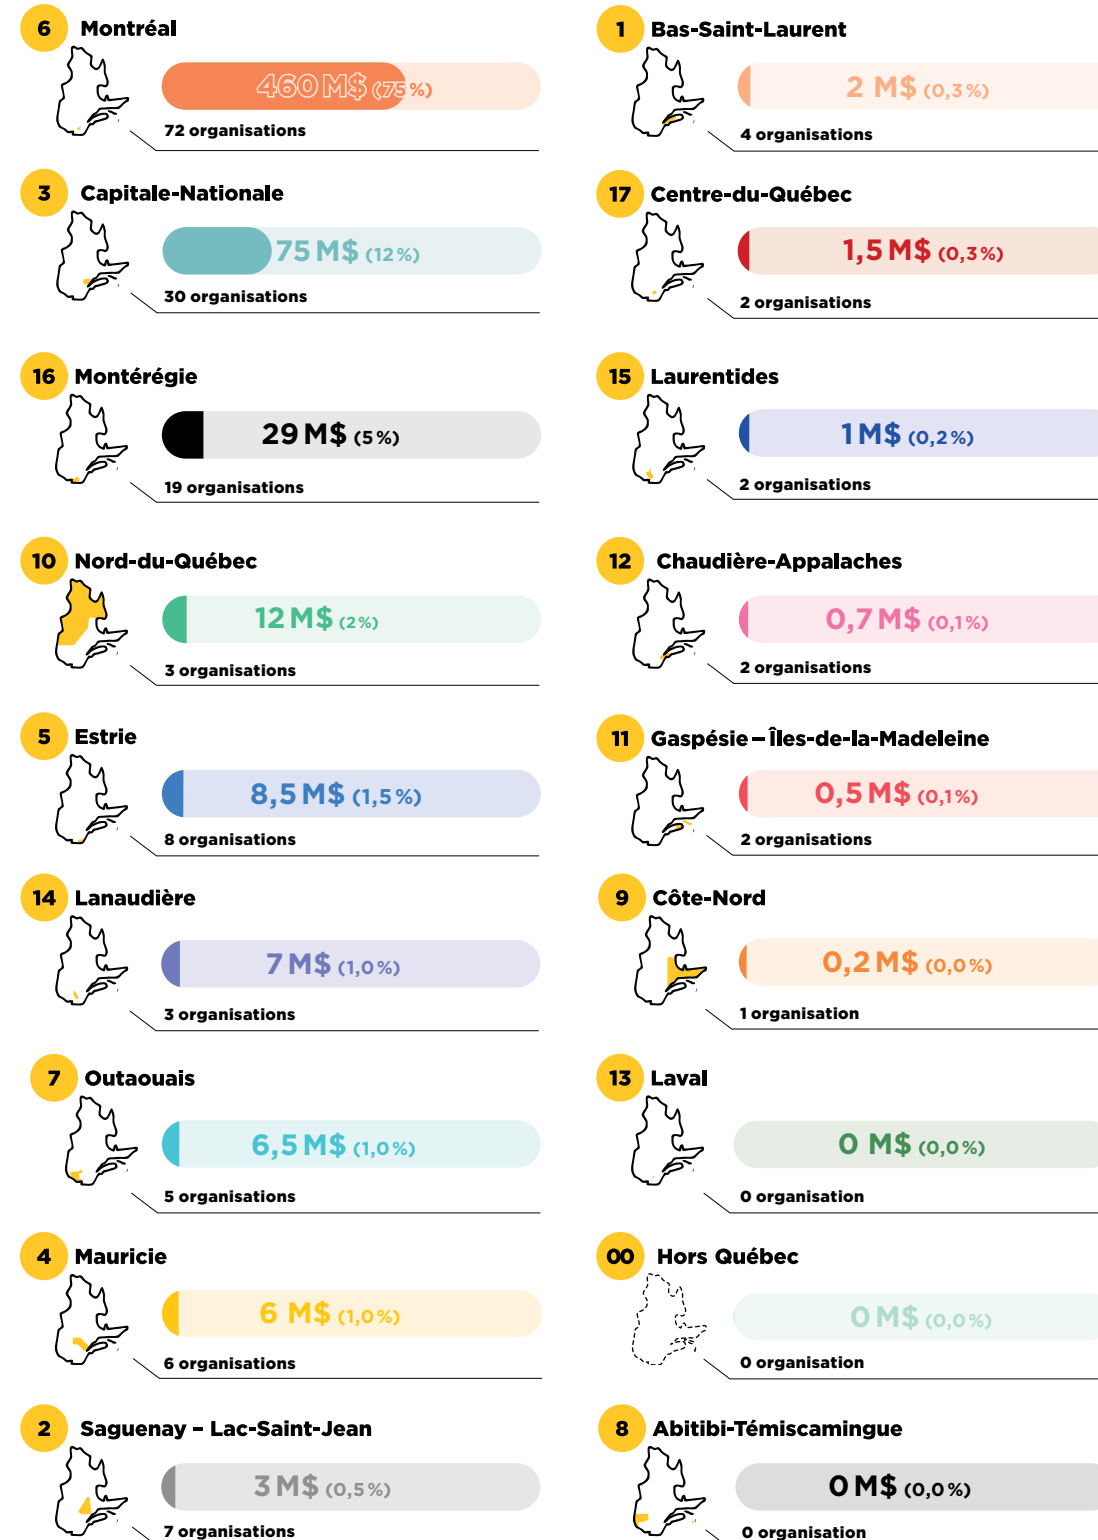 6 Montréal
460 M$ (75 %)
72 organisations
3 Capitale-Nationale
75 M$ (12 %)
30 organisations
16 Montérégie
29 M$ (5 %)
19 organisations
10 Nord-du-Québec
12 M$ (2 %)
3 organisations
5 Estrie
8,5 M$ (1,5 %)
8 organisations
14 Lanaudière
7 M$ (1,0 %)
3 organisations
7 Outaouais
6,5 M$ (1,0 %)
5 organisations
4 Mauricie
6 M$ (1,0 %)
6 organisations
2 Saguenay – Lac-Saint-Jean
3 M$ (0,5 %)
7 organisations
1 Bas-Saint-Laurent
2 M$ (0,3 %)
4 organisations
17 Centre-du-Québec
1,5 M$ (0,3 %)
2 organisations
15 Laurentides
1 M$ (0,2 %)
2 organisations
12 Chaudière-Appalaches
0,7 M$ (0,1 %)
2 organisations
11 Gaspésie – Îles-de-la-Madeleine
0,5 M$ (0,1 %)
2 organisations
9 Côte-Nord
0,2 M$ (0,0 %)
1 organisation
13 Laval
0 M$ (0,0 %)
0 organisation
00 Hors Québec
0 M$ (0,0 %)
0 organisation
8 Abitibi-Témiscamingue
0 M$ (0,0 %)
0 organisation